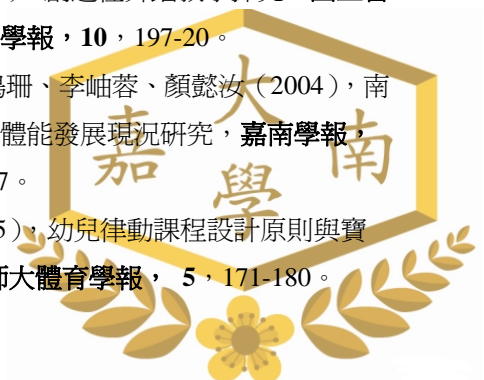 學報，10，197-20。
珊、李岫蓉、顏懿汝（2004），南
體能發展現況研究，嘉南學報，
7。
5），幼兒律動課程設計原則與寶
師大體育學報， 5，171-180。
嘉
大
南
學